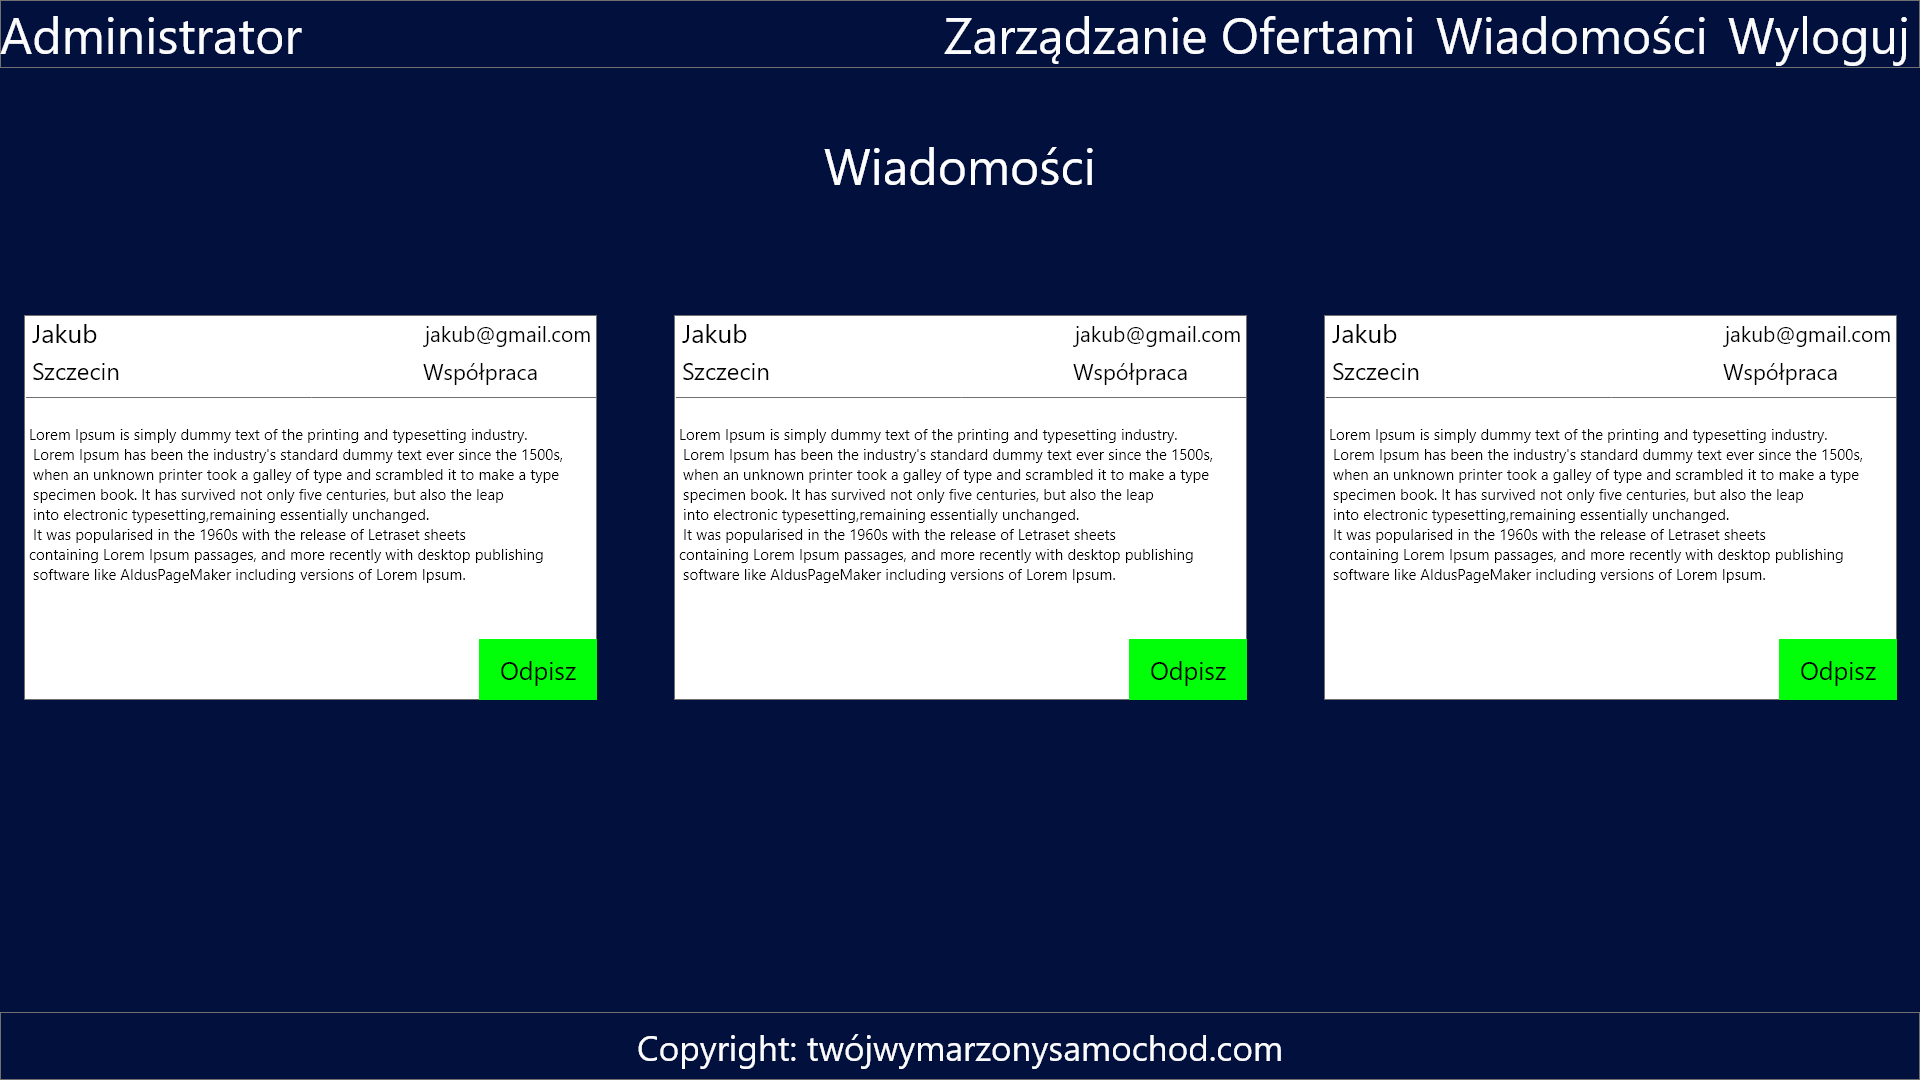 Administrator Zarządzanie Ofertami Wiadomości Wyloguj
Wiadomości
Jakub jakub@gmail.com
Szczecin Współpraca
Lorem Ipsum is simply dummy text of the printing and typesetting industry.
Lorem Ipsum has been the industry's standard dummy text ever since the 1500s,
when an unknown printer took a galley of type and scrambled it to make a type
specimen book. It has survived not only five centuries, but also the leap
into electronic typesetting,remaining essentially unchanged.
It was popularised in the 1960s with the release of Letraset sheets
containing Lorem Ipsum passages, and more recently with desktop publishing
software like AldusPageMaker including versions of Lorem Ipsum.
Odpisz
Jakub jakub@gmail.com
Szczecin Współpraca
Lorem Ipsum is simply dummy text of the printing and typesetting industry.
Lorem Ipsum has been the industry's standard dummy text ever since the 1500s,
when an unknown printer took a galley of type and scrambled it to make a type
specimen book. It has survived not only five centuries, but also the leap
into electronic typesetting,remaining essentially unchanged.
It was popularised in the 1960s with the release of Letraset sheets
containing Lorem Ipsum passages, and more recently with desktop publishing
software like AldusPageMaker including versions of Lorem Ipsum.
Odpisz
Jakub jakub@gmail.com
Szczecin Współpraca
Lorem Ipsum is simply dummy text of the printing and typesetting industry.
Lorem Ipsum has been the industry's standard dummy text ever since the 1500s,
when an unknown printer took a galley of type and scrambled it to make a type
specimen book. It has survived not only five centuries, but also the leap
into electronic typesetting,remaining essentially unchanged.
It was popularised in the 1960s with the release of Letraset sheets
containing Lorem Ipsum passages, and more recently with desktop publishing
software like AldusPageMaker including versions of Lorem Ipsum.
Odpisz
Copyright: twójwymarzonysamochod.com